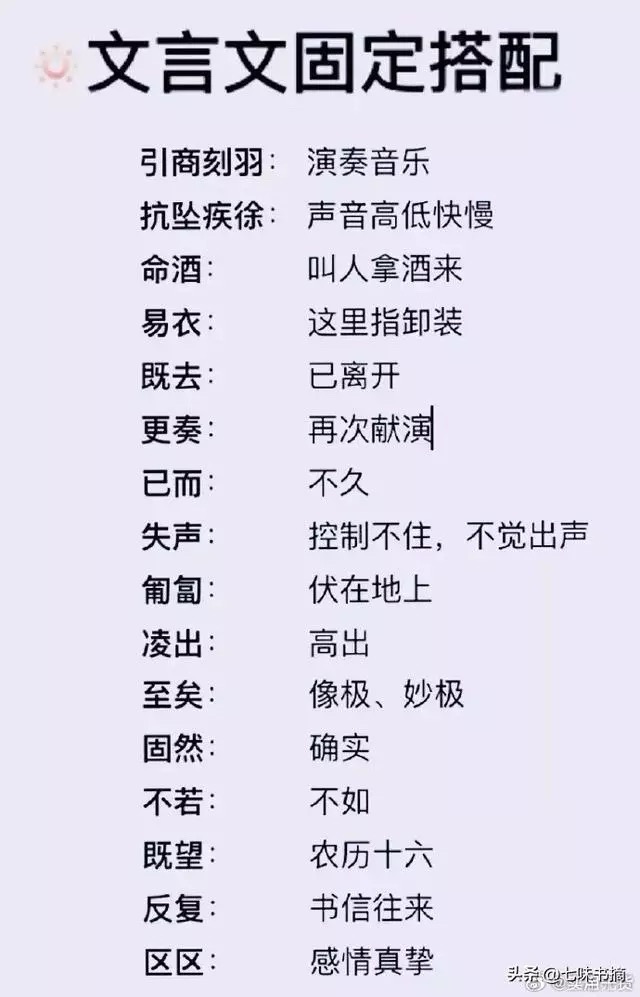 文言文固定搭配
引商刻羽： 演奏音乐
抗坠疾徐： 声音高低快慢
命酒： 叫人拿酒来
易衣： 这里指卸装
既去： 已离开
更奏： 再次献演
已而： 不久
失声： 控制不住，不觉出声
匍匐： 伏在地上
凌出： 高出
至矣： 像极、妙极
固然： 确实
不若： 不如
既望： 农历十六
反复： 书信往来
区区： 感情真挚
头条 @七味书摘